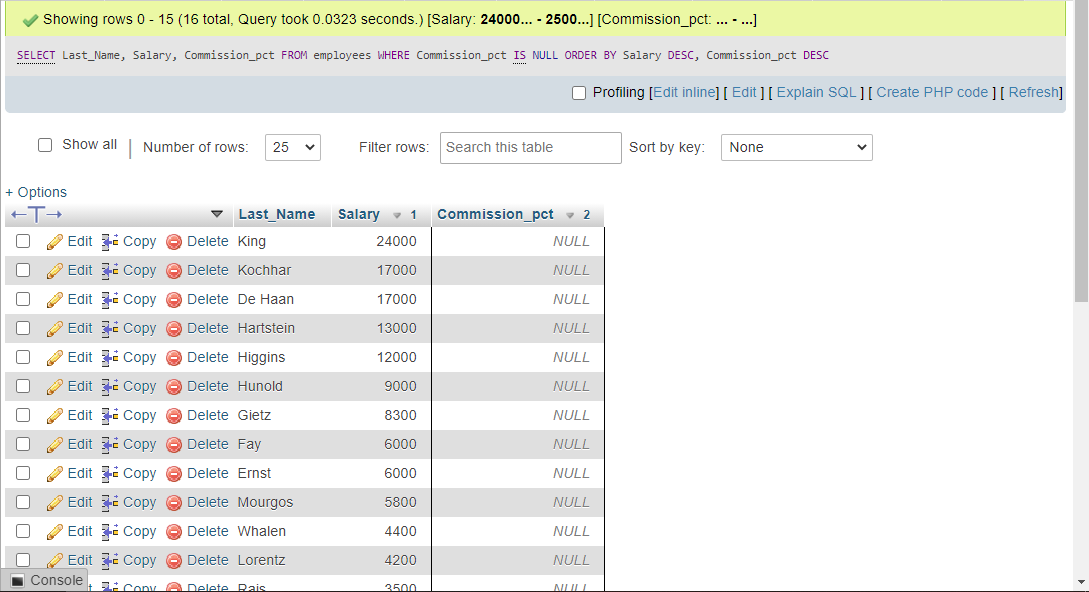 Showing rows 0 - 15 (16 total, Query took 0.0323 seconds.) [Salary: 24000... - 2500...] [Commission_pct: ... - ...]
SELECT Last_Name, Salary, Commission_pct FROM employees WHERE Commission_pct IS NULL ORDER BY Salary DESC, Commission_pct DESC
Profiling [Edit inline] [ Edit ] [ Explain SQL ] [ Create PHP code ] [ Refresh]
Show all | Number of rows: 25 Filter rows: Search this table Sort by key: None
+ Options
←T→ Last_Name Salary 1 Commission_pct 2
Edit Copy Delete King 24000 NULL
Edit Copy Delete Kochhar 17000 NULL
Edit Copy Delete De Haan 17000 NULL
Edit Copy Delete Hartstein 13000 NULL
Edit Copy Delete Higgins 12000 NULL
Edit Copy Delete Hunold 9000 NULL
Edit Copy Delete Gietz 8300 NULL
Edit Copy Delete Fay 6000 NULL
Edit Copy Delete Ernst 6000 NULL
Edit Copy Delete Mourgos 5800 NULL
Edit Copy Delete Whalen 4400 NULL
Edit Copy Delete Lorentz 4200 NULL
Copy Delete Rajs 3500 NULL
Console